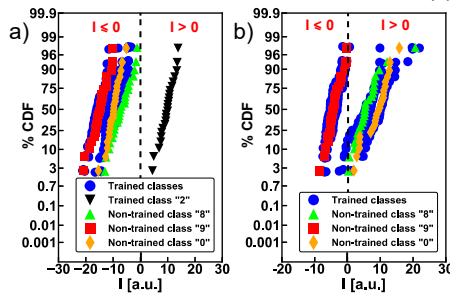 a)
I ⩽ 0 I > 0
99.9
99
96
90
75
50
25
10
3
0.7
0.1
0.01
0.001
% CDF
Trained classes
Trained class "2"
Non-trained class "8"
Non-trained class "9"
Non-trained class "0"
−30 −20 −10 0 10 20
I [a.u.]
b)
I ⩽ 0 I > 0
99.9
99
96
90
75
50
25
10
3
0.7
0.1
0.01
0.001
% CDF
Trained classes
Non-trained class "8"
Non-trained class "9"
Non-trained class "0"
−20 −10 0 10 20 30
I [a.u.]